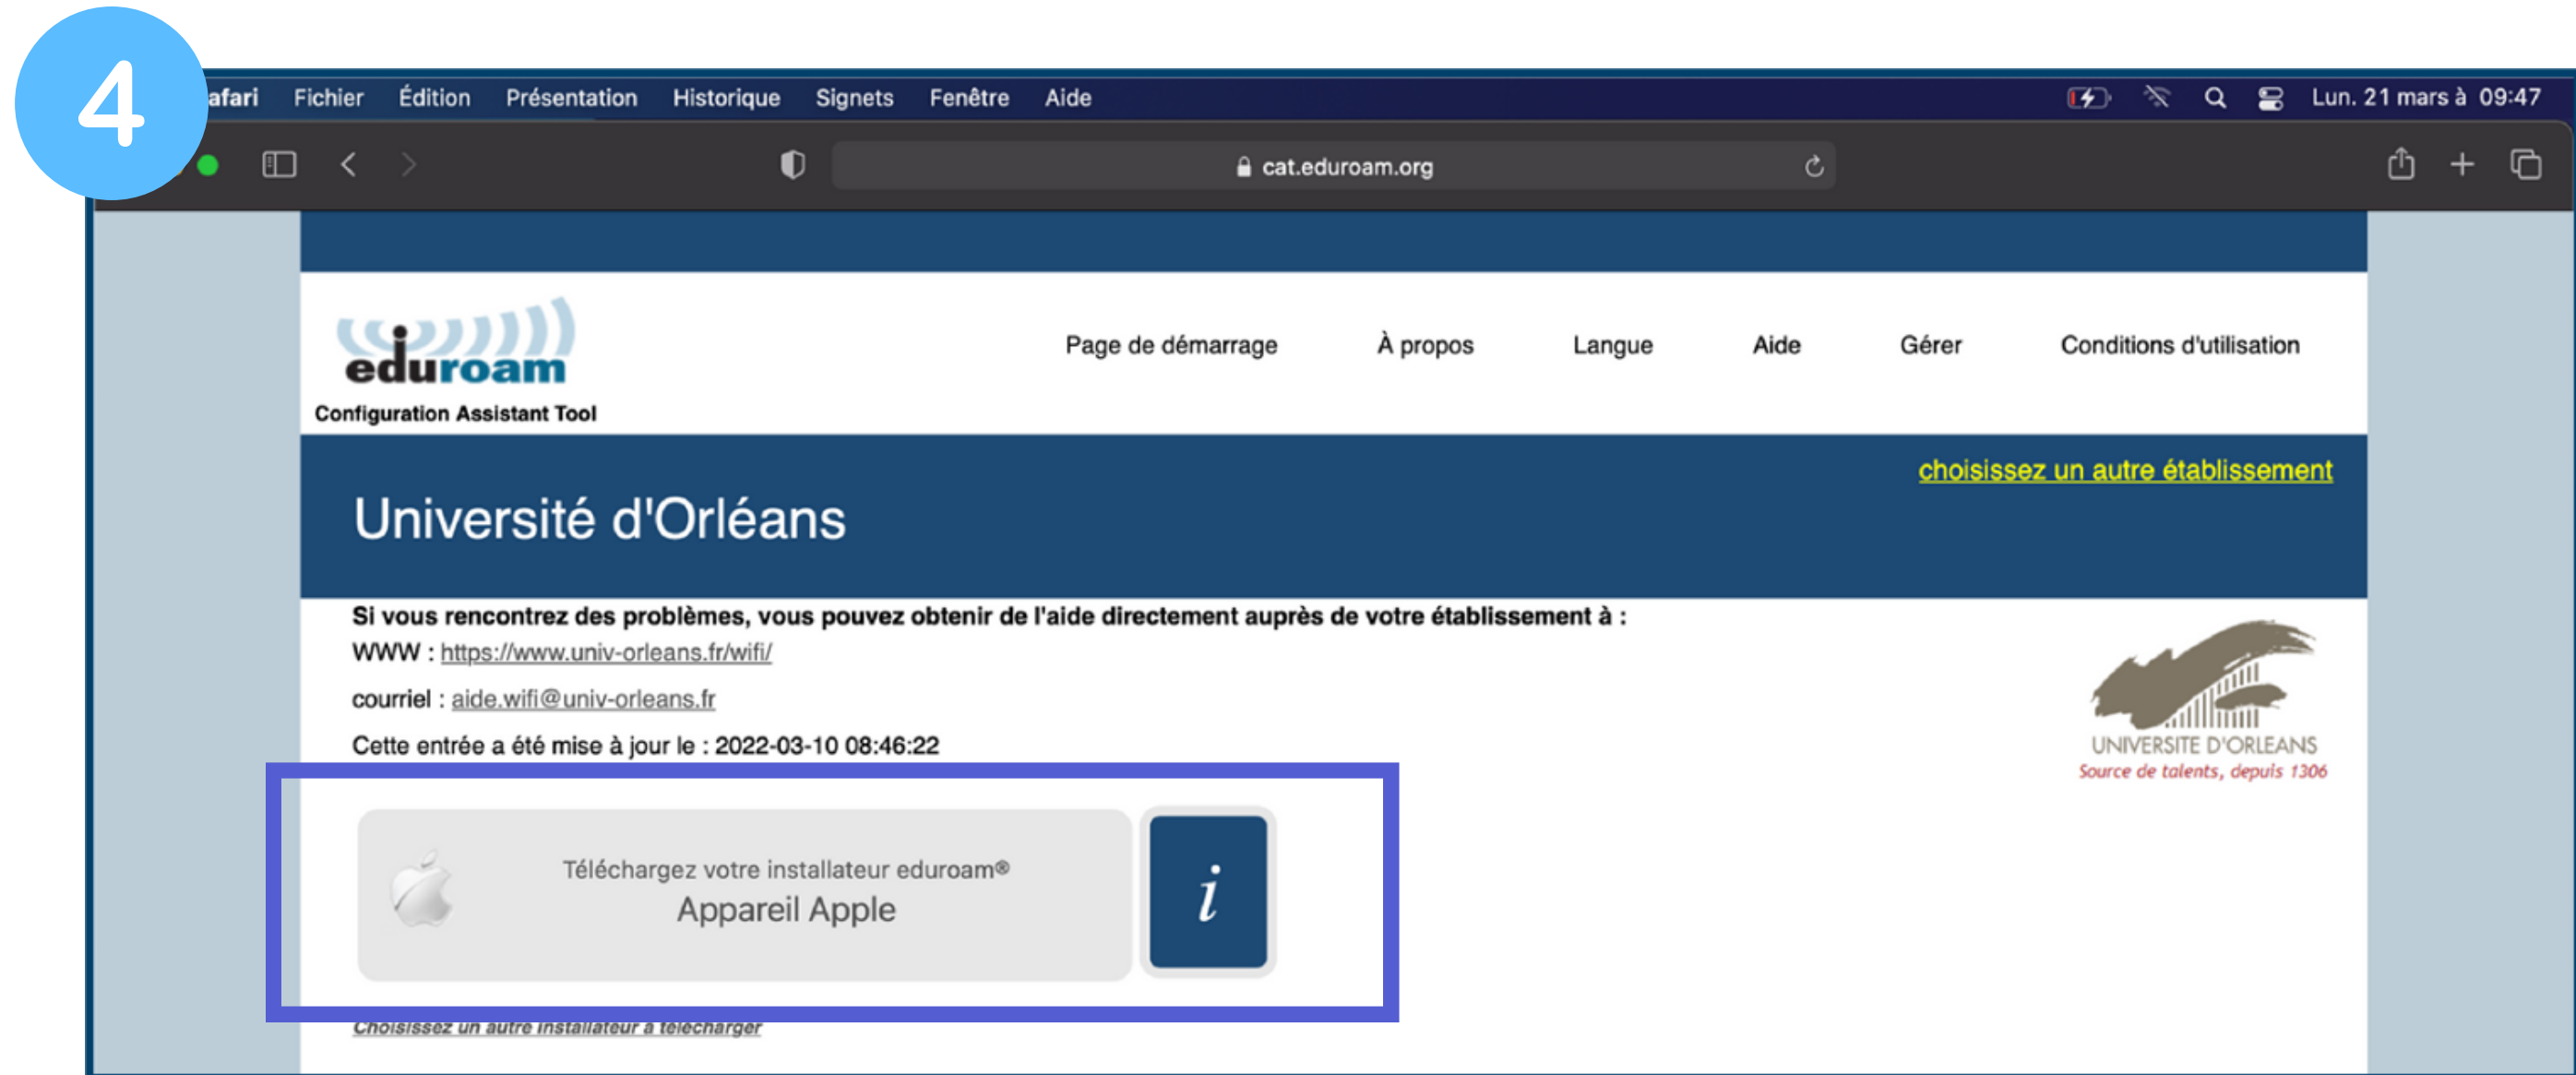 4
afari Fichier Édition Présentation Historique Signets Fenêtre Aide Lun. 21 mars à 09:47
cat.eduroam.org
eduroam
Configuration Assistant Tool
Page de démarrage À propos Langue Aide Gérer Conditions d'utilisation
choisissez un autre établissement
Université d'Orléans
Si vous rencontrez des problèmes, vous pouvez obtenir de l'aide directement auprès de votre établissement à :
WWW : https://www.univ-orleans.fr/wifi/
courriel : aide.wifi@univ-orleans.fr
Cette entrée a été mise à jour le : 2022-03-10 08:46:22
UNIVERSITE D'ORLEANS
Source de talents, depuis 1306
Téléchargez votre installateur eduroam®
Appareil Apple
i
Choisissez un autre installateur à télécharger